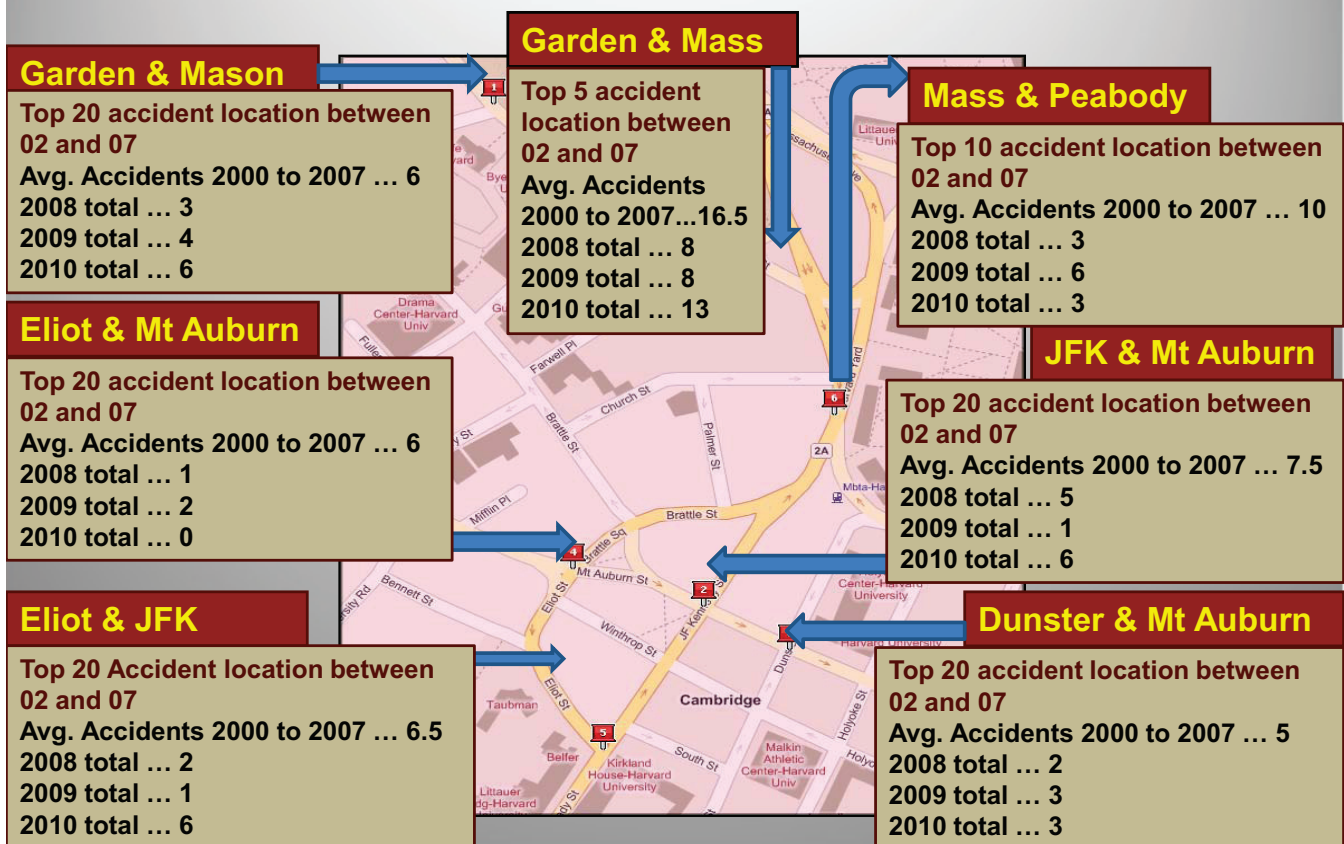 Garden & Mason
Top 20 accident location between
02 and 07
Avg. Accidents 2000 to 2007 … 6
2008 total … 3
2009 total … 4
2010 total … 6
Garden & Mass
Top 5 accident
location between
02 and 07
Avg. Accidents
2000 to 2007...16.5
2008 total … 8
2009 total … 8
2010 total … 13
Mass & Peabody
Top 10 accident location between
02 and 07
Avg. Accidents 2000 to 2007 … 10
2008 total … 3
2009 total … 6
2010 total … 3
Eliot & Mt Auburn
Top 20 accident location between
02 and 07
Avg. Accidents 2000 to 2007 … 6
2008 total … 1
2009 total … 2
2010 total … 0
JFK & Mt Auburn
Top 20 accident location between
02 and 07
Avg. Accidents 2000 to 2007 … 7.5
2008 total … 5
2009 total … 1
2010 total … 6
Eliot & JFK
Top 20 Accident location between
02 and 07
Avg. Accidents 2000 to 2007 … 6.5
2008 total … 2
2009 total … 1
2010 total … 6
Dunster & Mt Auburn
Top 20 accident location between
02 and 07
Avg. Accidents 2000 to 2007 … 5
2008 total … 2
2009 total … 3
2010 total … 3
1
Littauer
Drama
Center-Harvard
Univ
Farwell Pl
Church St
Brattle St
Palmer St
6
2A
Mifflin Pl
Brattle St
Brattle Sq
4
Mt Auburn St
2
Bennett St
Eliot St
Winthrop St
Center-Harvard
University
Harvard University
Cambridge
Taubman
Eliot St
5
Belfer
Kirkland
House-Harvard
University
South St
Malkin
Athletic
Center-Harvard
Univ
Holyoke St
Littauer